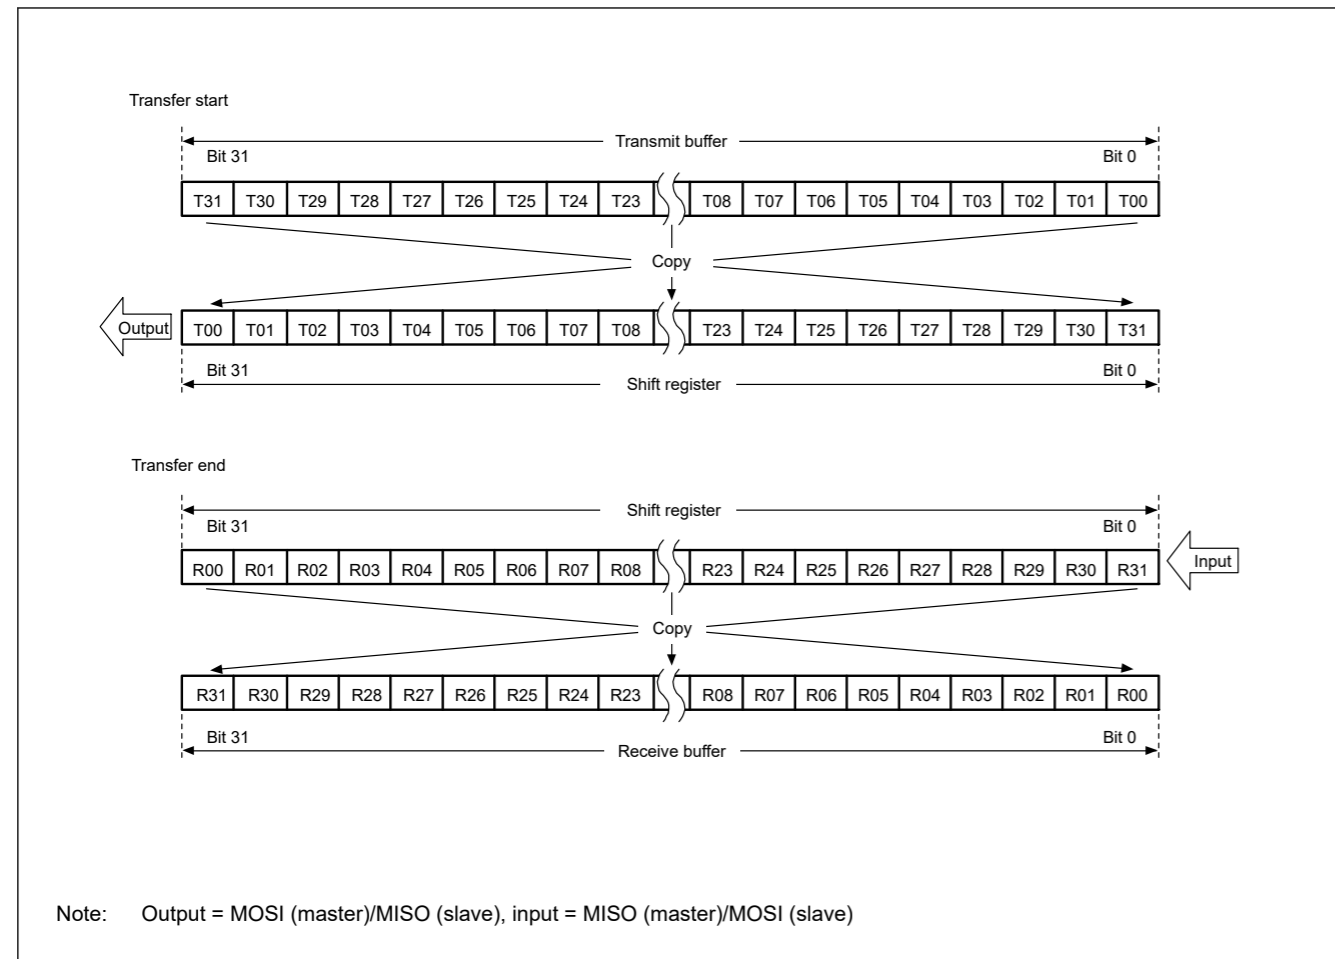 Transfer start
Transmit buffer
Bit 31 Bit 0
T31 T30 T29 T28 T27 T26 T25 T24 T23 T08 T07 T06 T05 T04 T03 T02 T01 T00
Copy
Output T00 T01 T02 T03 T04 T05 T06 T07 T08 T23 T24 T25 T26 T27 T28 T29 T30 T31
Bit 31 Bit 0
Shift register
Transfer end
Shift register
Bit 31 Bit 0
R00 R01 R02 R03 R04 R05 R06 R07 R08 R23 R24 R25 R26 R27 R28 R29 R30 R31 Input
Copy
R31 R30 R29 R28 R27 R26 R25 R24 R23 R08 R07 R06 R05 R04 R03 R02 R01 R00
Bit 31 Bit 0
Receive buffer
Note: Output = MOSI (master)/MISO (slave), input = MISO (master)/MOSI (slave)